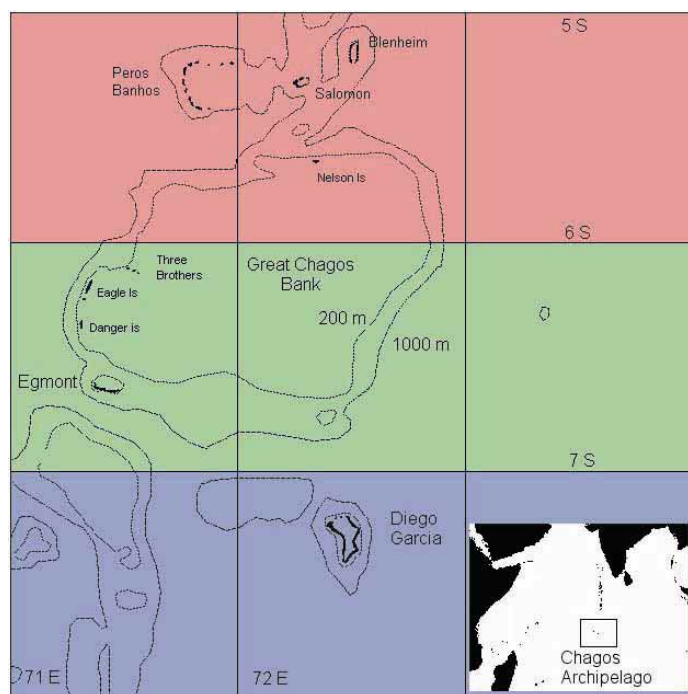 5 S
Blenheim
Peros
Banhos
Salomon
Nelson Is
6 S
Three
Brothers
Great Chagos
Bank
Eagle Is
200 m
Danger is
1000 m
Egmont
7 S
Diego
Garcia
71 E
72 E
Chagos
Archipelago